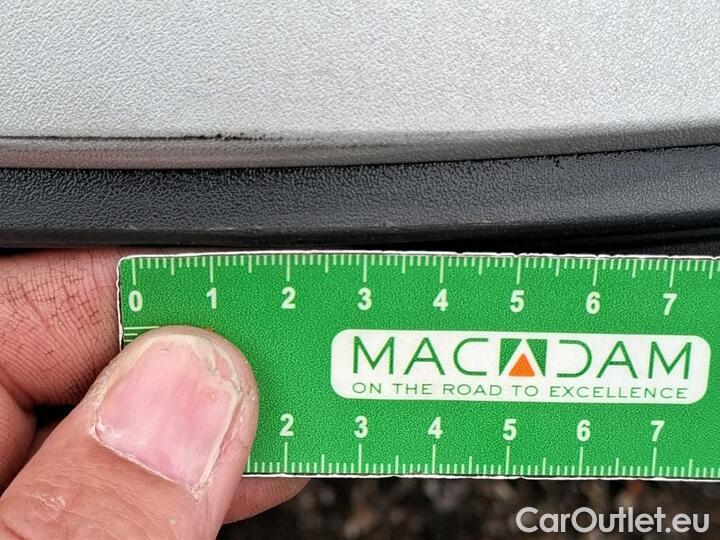 0 1 2 3 4 5 6 7
MACADAM
ON THE ROAD TO EXCELLENCE
2 3 4 5 6 7
CarOutlet.eu